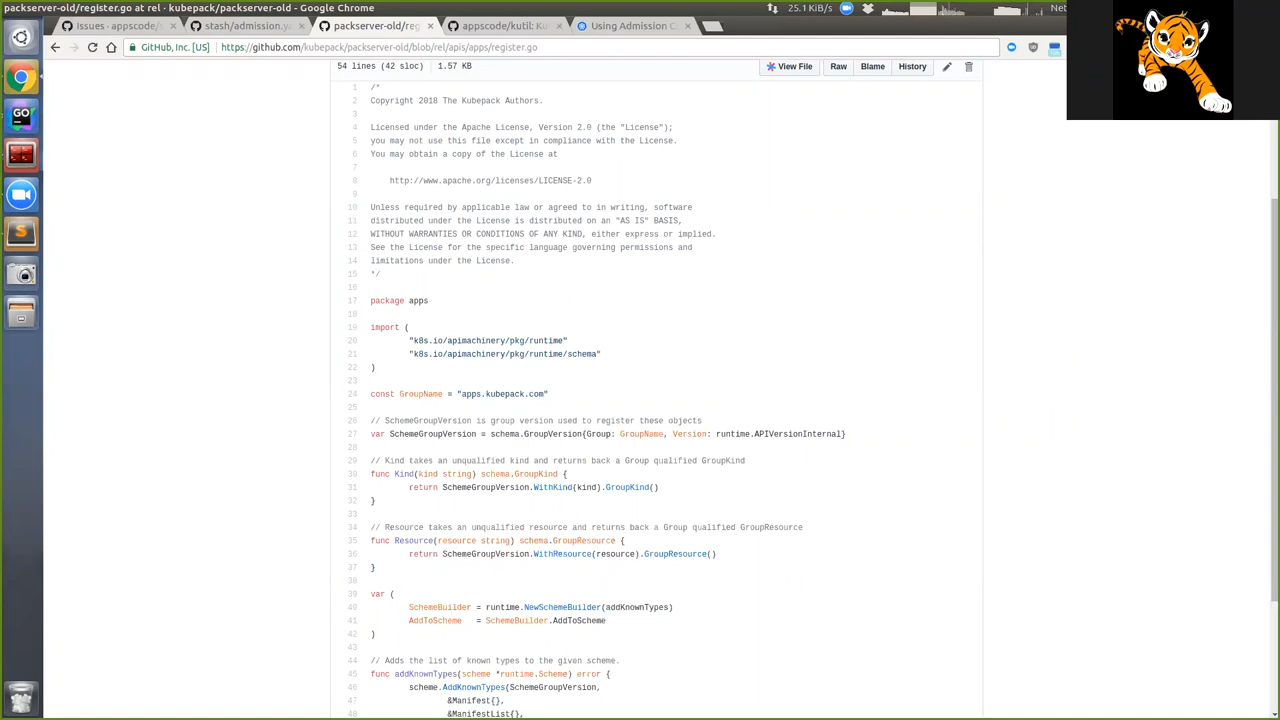 packserver-old/register.go at rel · kubepack/packserver-old - Google Chrome
25.1 KiB/s
Net
Issues · appscode/
stash/admission.ya
packserver-old/reg
appscode/kutil: Ku
Using Admission Co
GitHub, Inc. [US]
https://github.com/kubepack/packserver-old/blob/rel/apis/apps/register.go
54 lines (42 sloc)
1.57 KB
View File
Raw
Blame
History
1 /*
2 Copyright 2018 The Kubepack Authors.
3
4 Licensed under the Apache License, Version 2.0 (the "License");
5 you may not use this file except in compliance with the License.
6 You may obtain a copy of the License at
7
8 http://www.apache.org/licenses/LICENSE-2.0
9
10 Unless required by applicable law or agreed to in writing, software
11 distributed under the License is distributed on an "AS IS" BASIS,
12 WITHOUT WARRANTIES OR CONDITIONS OF ANY KIND, either express or implied.
13 See the License for the specific language governing permissions and
14 limitations under the License.
15 */
16
17 package apps
18
19 import (
20 "k8s.io/apimachinery/pkg/runtime"
21 "k8s.io/apimachinery/pkg/runtime/schema"
22 )
23
24 const GroupName = "apps.kubepack.com"
25
26 // SchemeGroupVersion is group version used to register these objects
27 var SchemeGroupVersion = schema.GroupVersion{Group: GroupName, Version: runtime.APIVersionInternal}
28
29 // Kind takes an unqualified kind and returns back a Group qualified GroupKind
30 func Kind(kind string) schema.GroupKind {
31 return SchemeGroupVersion.WithKind(kind).GroupKind()
32 }
33
34 // Resource takes an unqualified resource and returns back a Group qualified GroupResource
35 func Resource(resource string) schema.GroupResource {
36 return SchemeGroupVersion.WithResource(resource).GroupResource()
37 }
38
39 var (
40 SchemeBuilder = runtime.NewSchemeBuilder(addKnownTypes)
41 AddToScheme = SchemeBuilder.AddToScheme
42 )
43
44 // Adds the list of known types to the given scheme.
45 func addKnownTypes(scheme *runtime.Scheme) error {
46 scheme.AddKnownTypes(SchemeGroupVersion,
47 &Manifest{},
48 &ManifestList{},